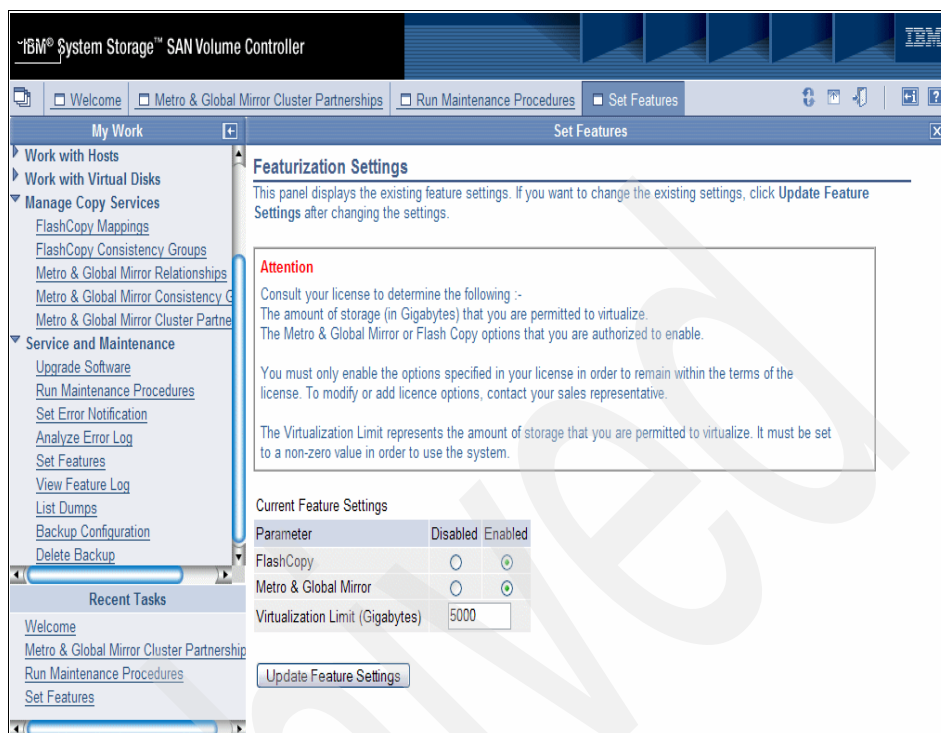 IBM® System Storage™ SAN Volume Controller
IBM
Welcome
Metro & Global Mirror Cluster Partnerships
Run Maintenance Procedures
Set Features
My Work
Set Features
Work with Hosts
Work with Virtual Disks
Manage Copy Services
FlashCopy Mappings
FlashCopy Consistency Groups
Metro & Global Mirror Relationships
Metro & Global Mirror Consistency G
Metro & Global Mirror Cluster Partne
Service and Maintenance
Upgrade Software
Run Maintenance Procedures
Set Error Notification
Analyze Error Log
Set Features
View Feature Log
List Dumps
Backup Configuration
Delete Backup
Recent Tasks
Welcome
Metro & Global Mirror Cluster Partnership
Run Maintenance Procedures
Set Features
Featurization Settings
This panel displays the existing feature settings. If you want to change the existing settings, click Update Feature
Settings after changing the settings.
Attention
Consult your license to determine the following :-
The amount of storage (in Gigabytes) that you are permitted to virtualize.
The Metro & Global Mirror or Flash Copy options that you are authorized to enable.
You must only enable the options specified in your license in order to remain within the terms of the
license. To modify or add licence options, contact your sales representative.
The Virtualization Limit represents the amount of storage that you are permitted to virtualize. It must be set
to a non-zero value in order to use the system.
Current Feature Settings
Parameter Disabled Enabled
FlashCopy
Metro & Global Mirror
Virtualization Limit (Gigabytes) 5000
Update Feature Settings